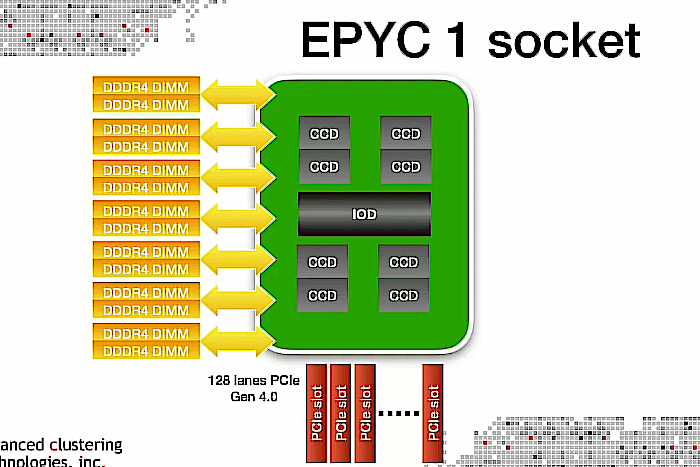 EPYC 1 socket
DDDR4 DIMM
DDDR4 DIMM
DDDR4 DIMM
DDDR4 DIMM
DDDR4 DIMM
DDDR4 DIMM
DDDR4 DIMM
DDDR4 DIMM
DDDR4 DIMM
DDDR4 DIMM
DDDR4 DIMM
DDDR4 DIMM
DDDR4 DIMM
DDDR4 DIMM
CCD CCD
CCD CCD
IOD
CCD CCD
CCD CCD
128 lanes PCIe
Gen 4.0
PCIe slot
PCIe slot
PCIe slot
PCIe slot
anced clustering
hnologies, inc.